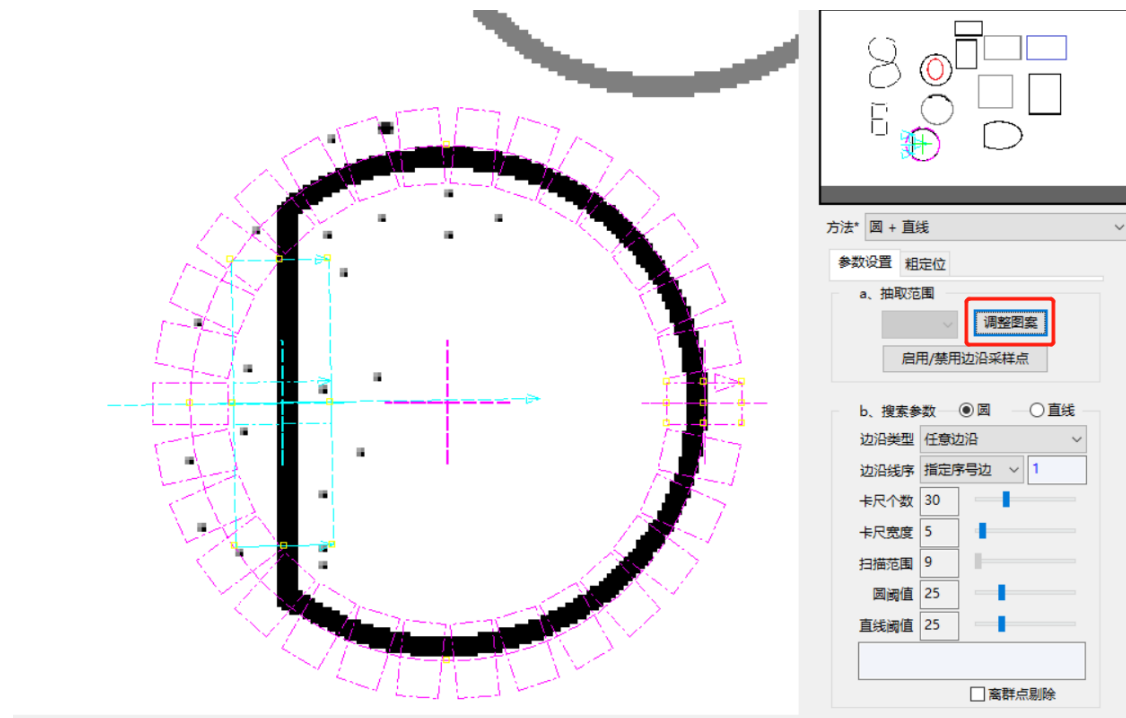 方法* 圆 + 直线
参数设置 粗定位
a、抽取范围
调整图案
启用/禁用边沿采样点
b、搜素参数 圆 直线
边沿类型 任意边沿
边沿线序 指定序号边 1
卡尺个数 30
卡尺宽度 5
扫描范围 9
圆阈值 25
直线阈值 25
离群点剔除